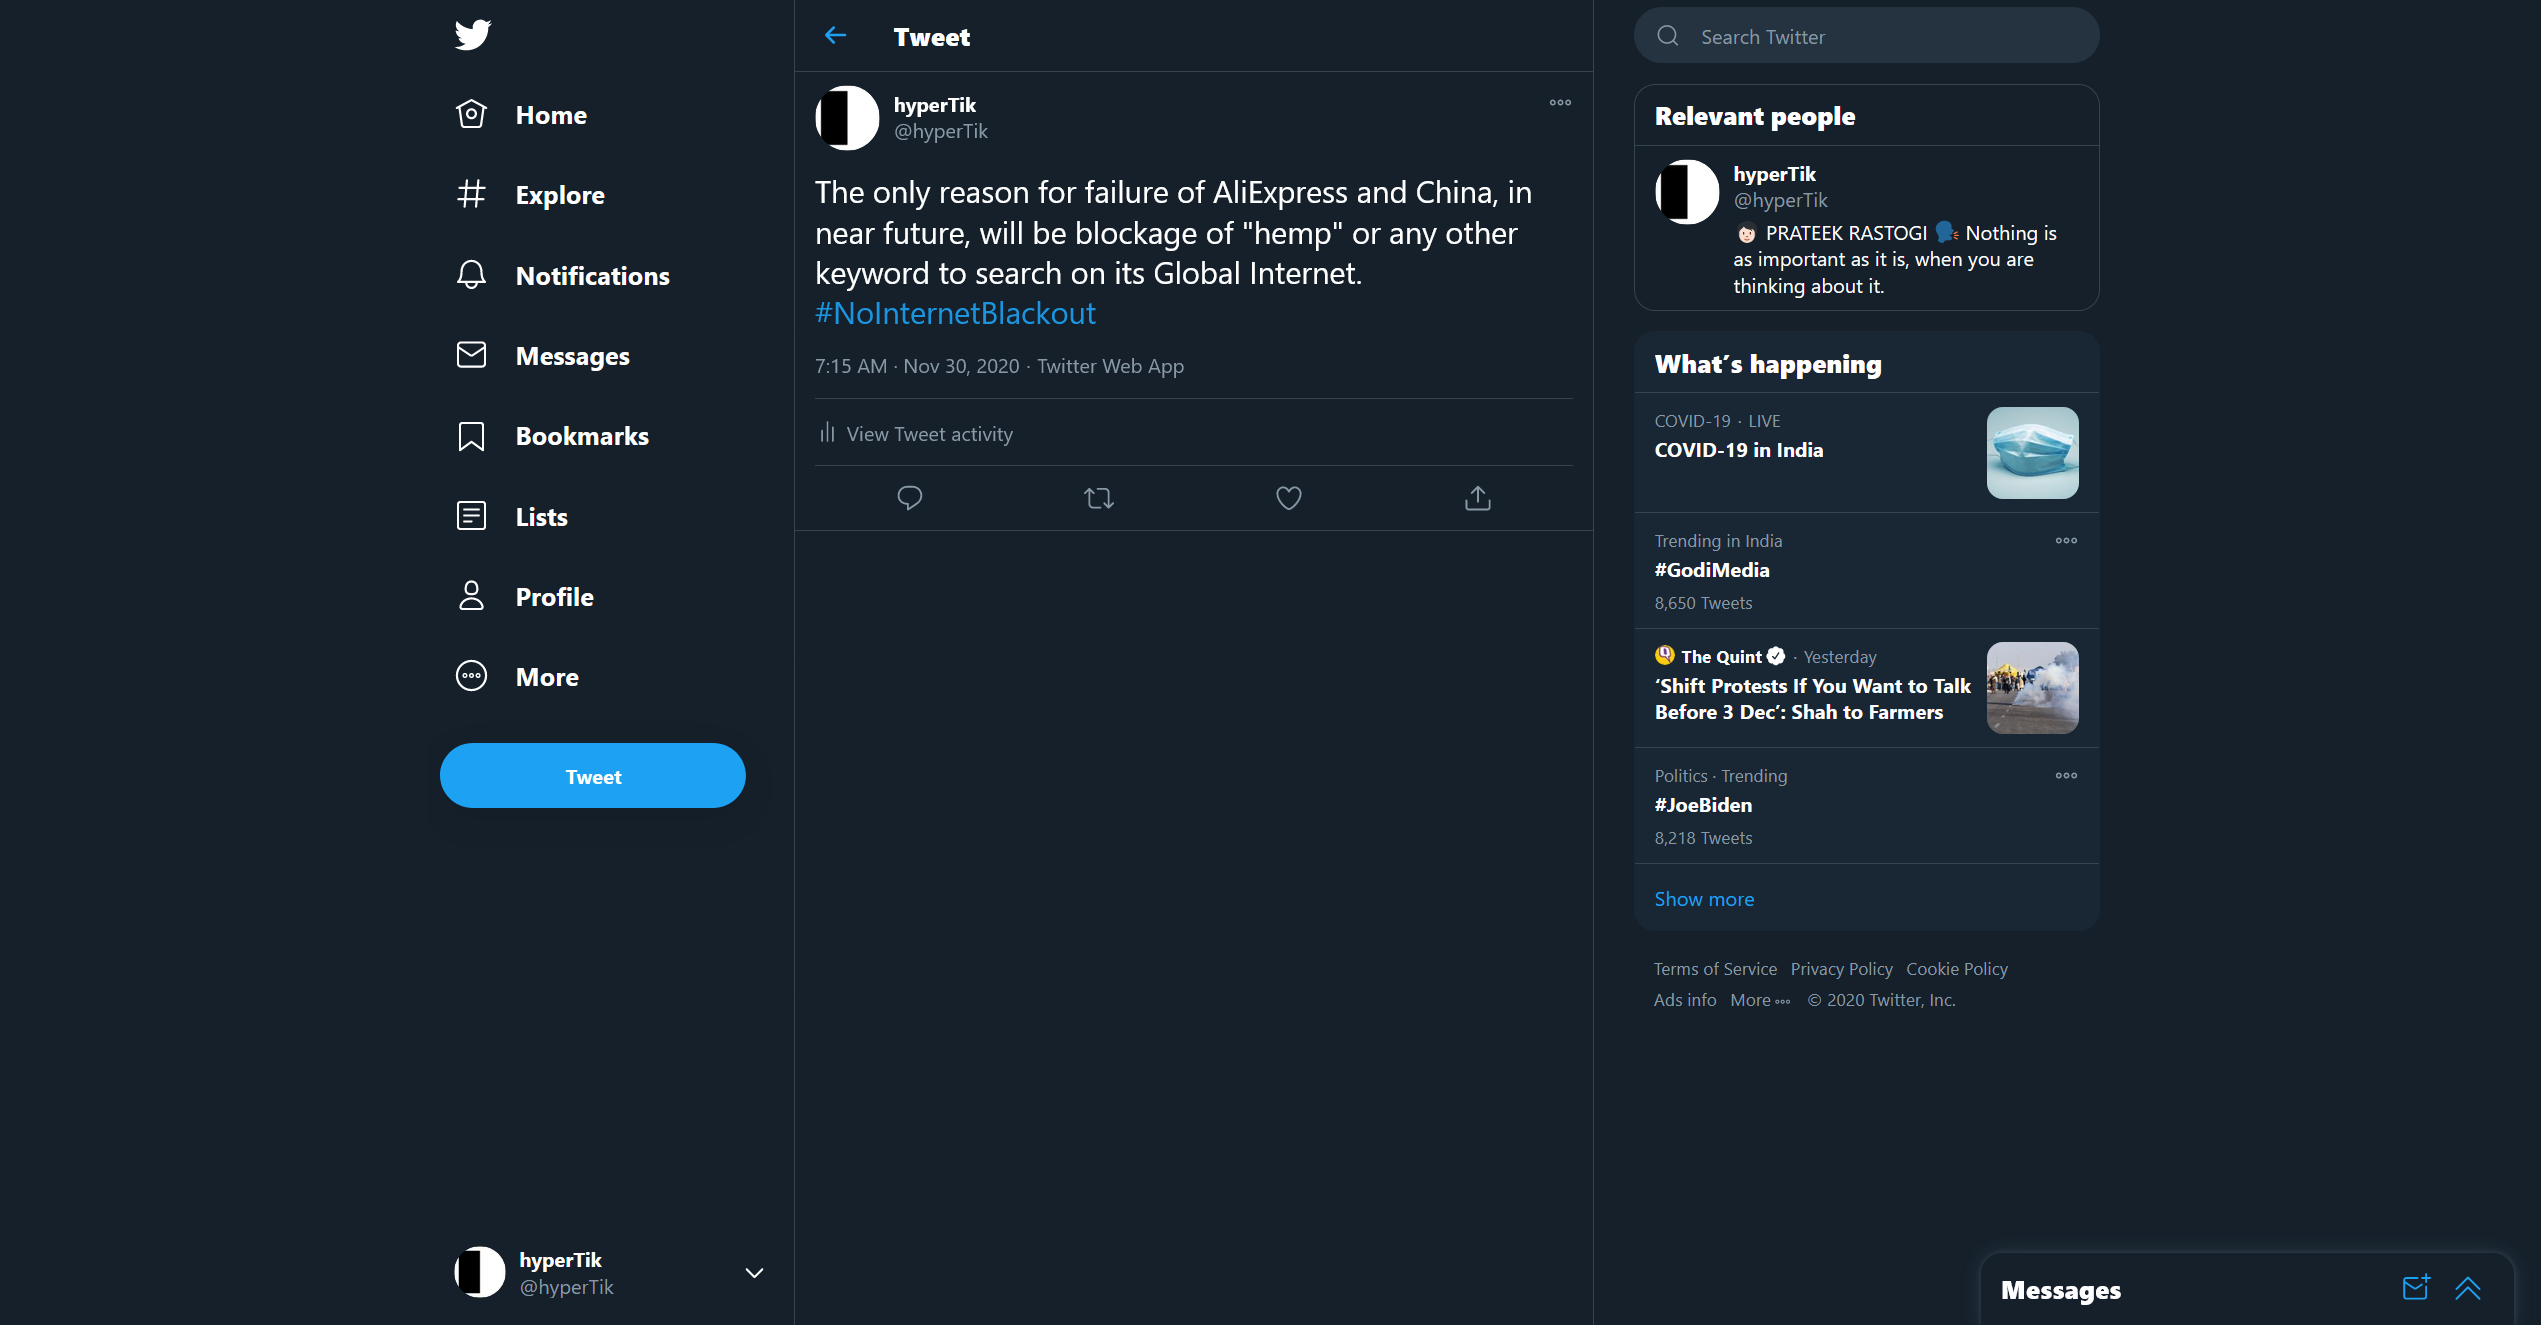 Home
Explore
Notifications
Messages
Bookmarks
Lists
Profile
More
Tweet
hyperTik
@hyperTik
Tweet
hyperTik
@hyperTik
The only reason for failure of AliExpress and China, in
near future, will be blockage of "hemp" or any other
keyword to search on its Global Internet.
#NoInternetBlackout
7:15 AM · Nov 30, 2020 · Twitter Web App
View Tweet activity
Search Twitter
Relevant people
hyperTik
@hyperTik
PRATEEK RASTOGI Nothing is
as important as it is, when you are
thinking about it.
What's happening
COVID-19 · LIVE
COVID-19 in India
Trending in India
#GodiMedia
8,650 Tweets
The Quint · Yesterday
‘Shift Protests If You Want to Talk
Before 3 Dec’: Shah to Farmers
Politics · Trending
#JoeBiden
8,218 Tweets
Show more
Terms of Service Privacy Policy Cookie Policy
Ads info More © 2020 Twitter, Inc.
Messages